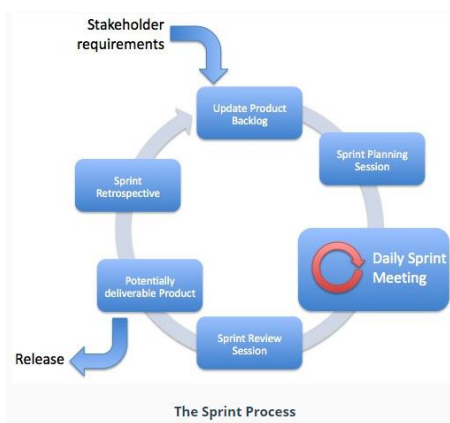 Stakeholder
requirements
Update Product
Backlog
Sprint Planning
Session
Daily Sprint
Meeting
Sprint Review
Session
Potentially
deliverable Product
Release
Sprint
Retrospective
The Sprint Process